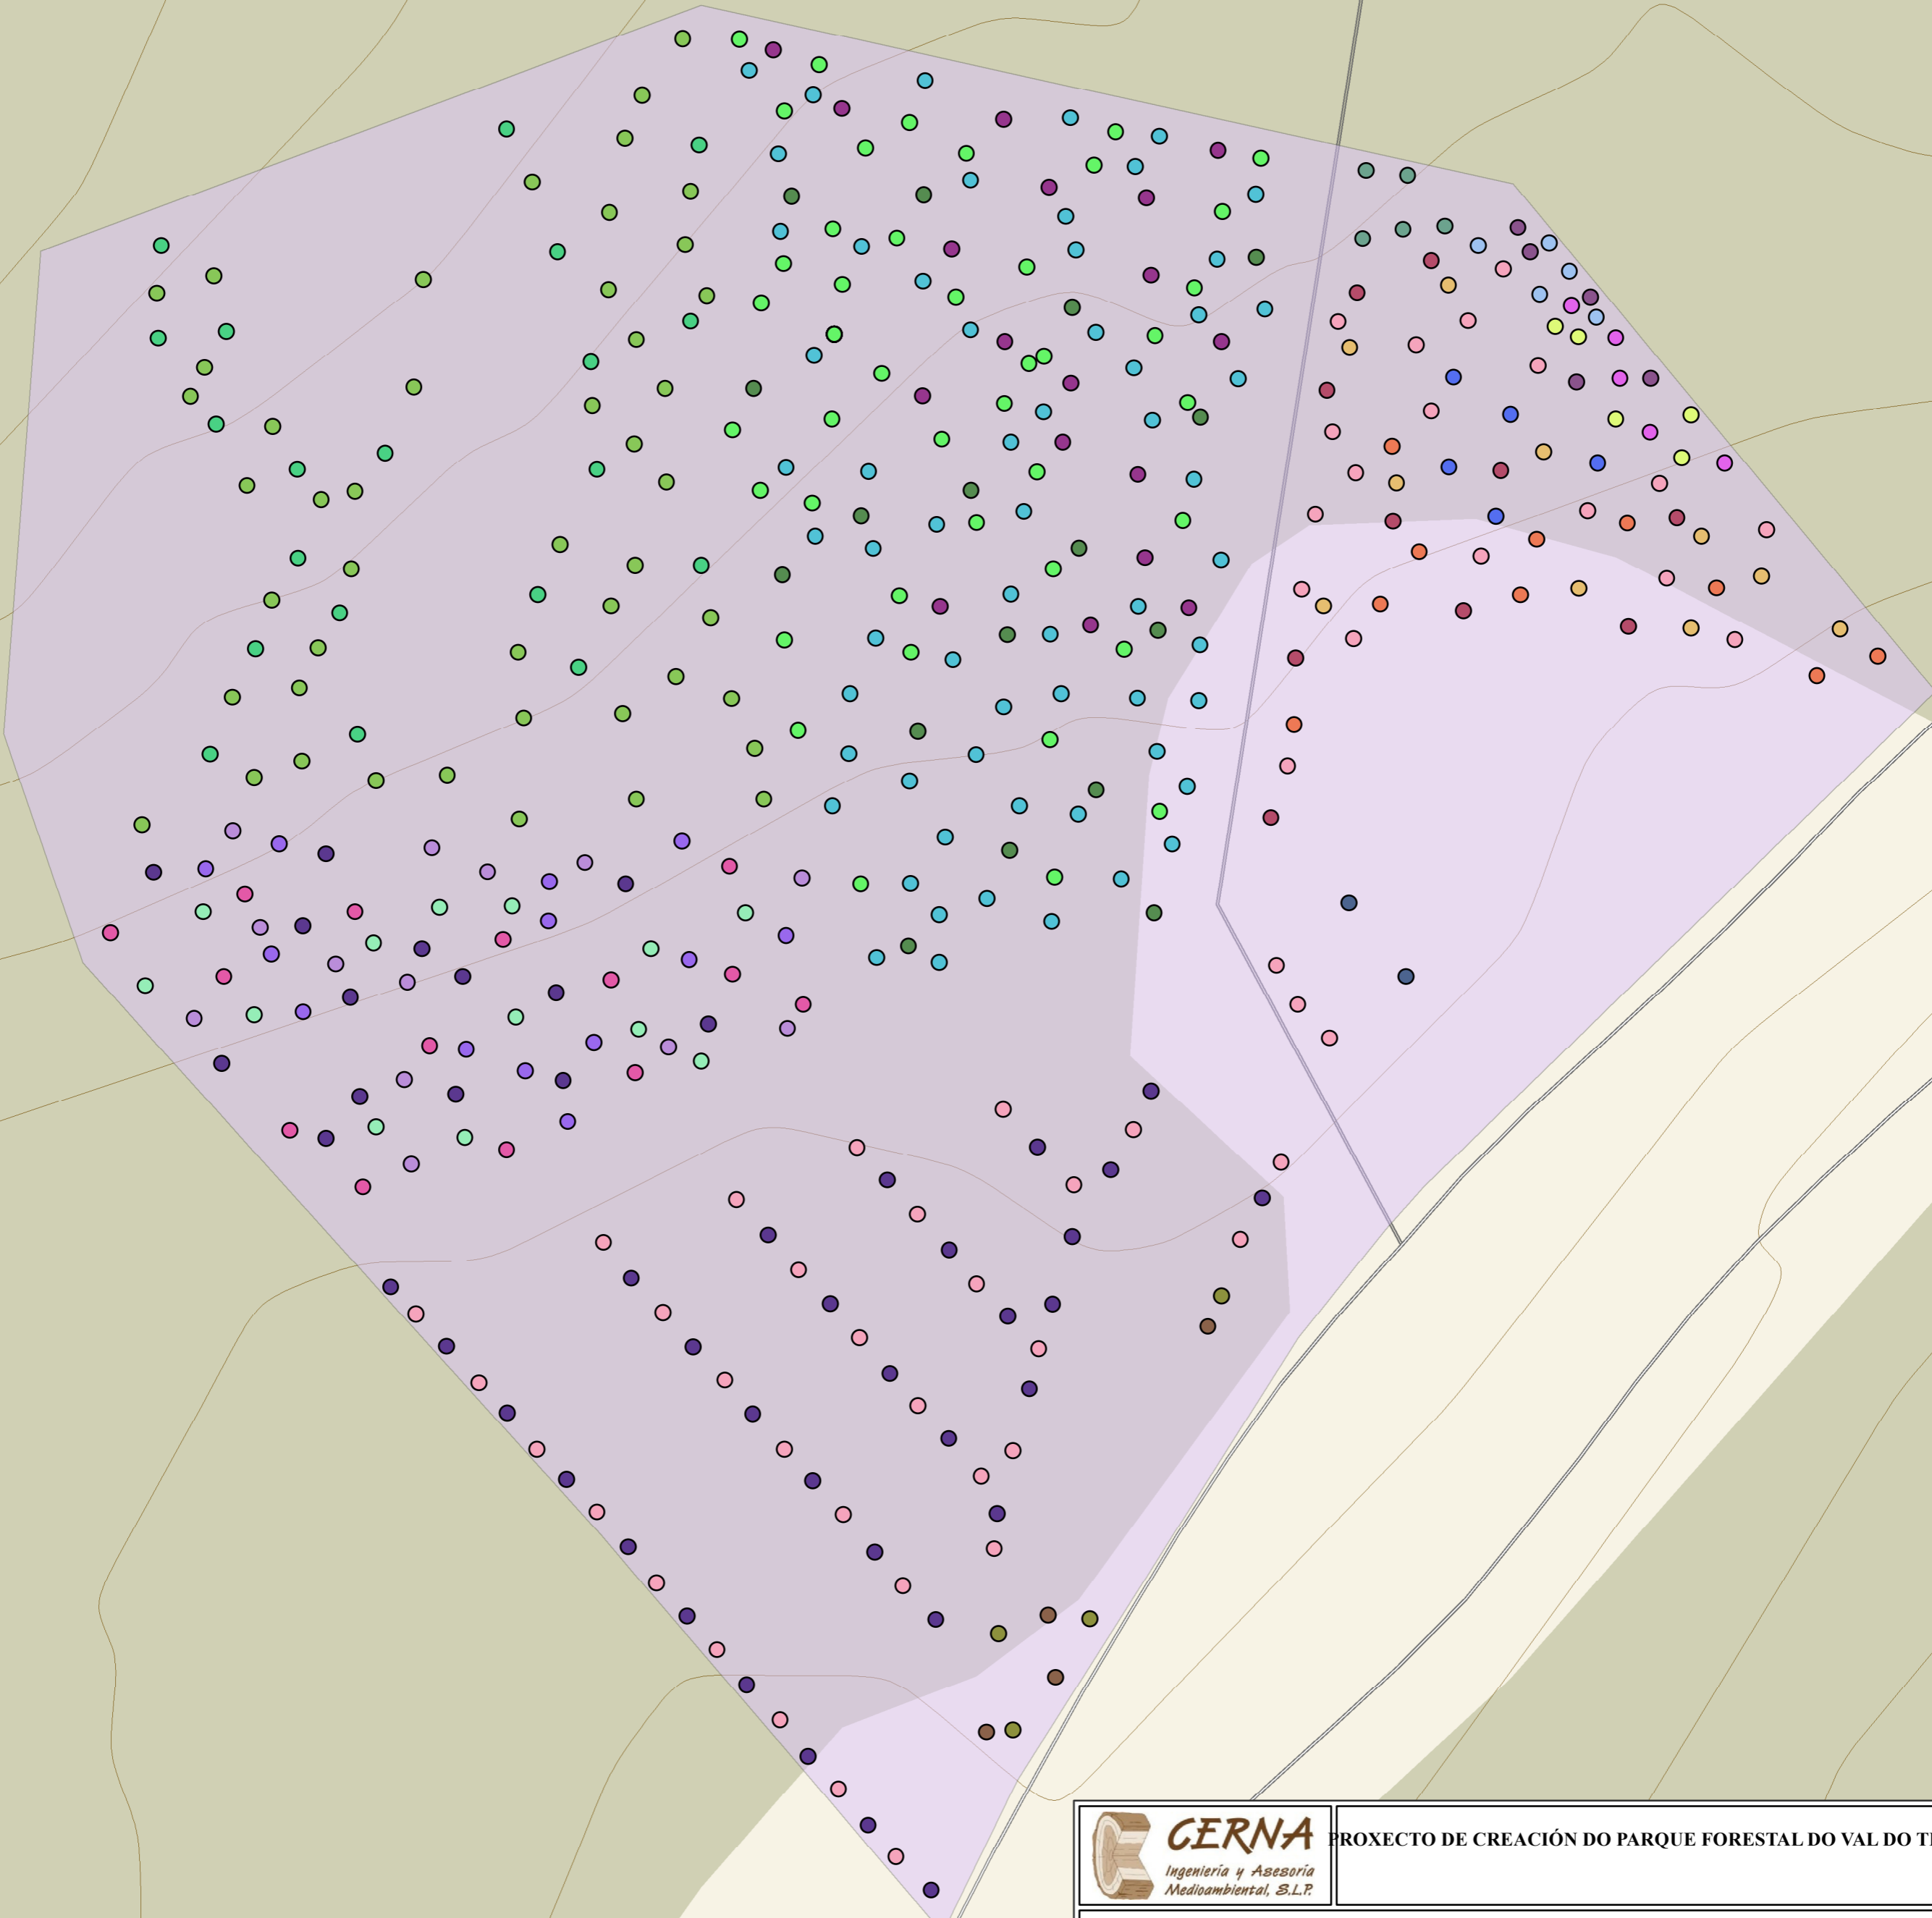 CERNA
Ingeniería y Asesoría
Medioambiental, S.L.P.
PROXECTO DE CREACIÓN DO PARQUE FORESTAL DO VAL DO